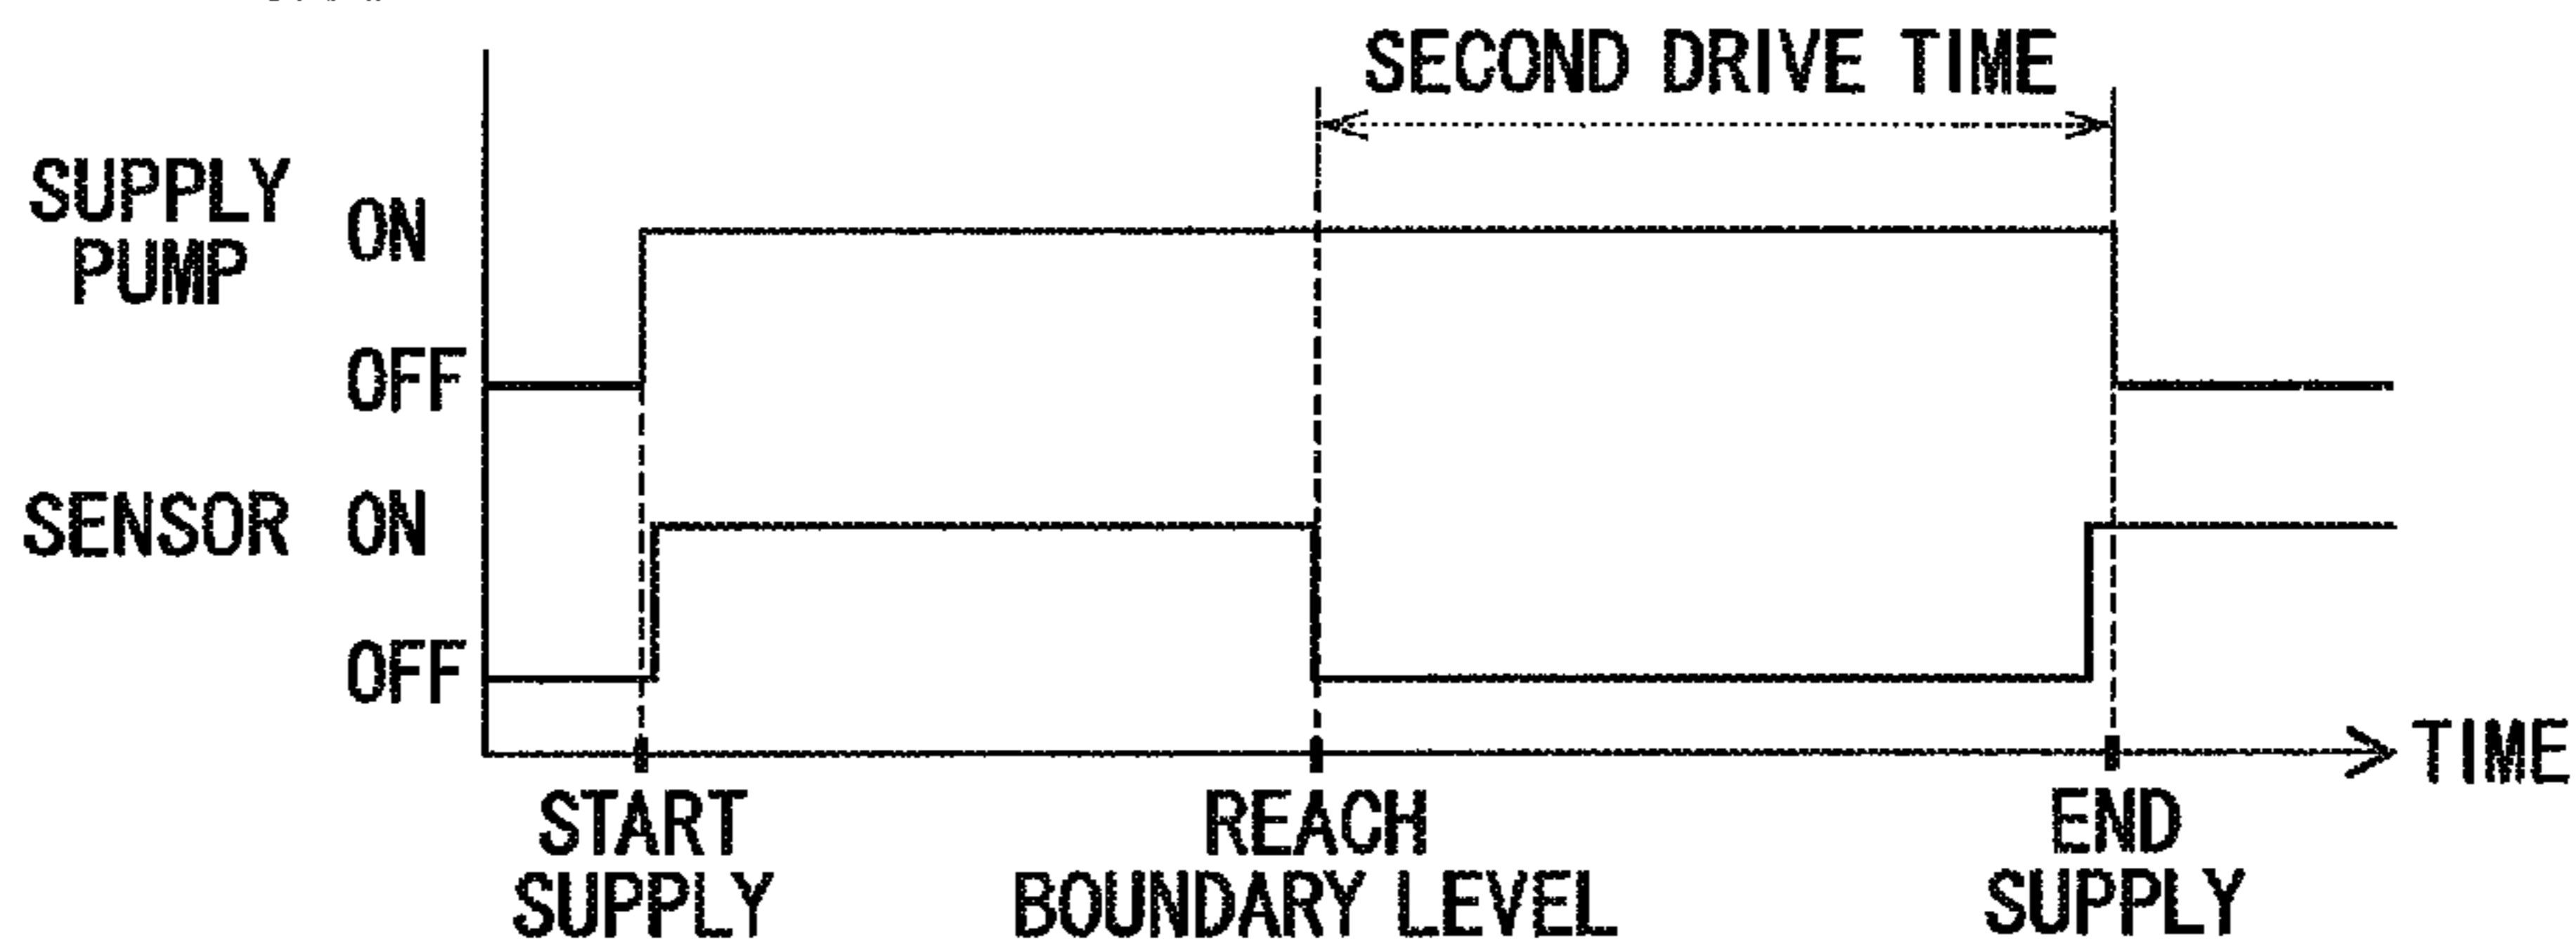 SECOND DRIVE TIME
SUPPLY
PUMP
ON
OFF
SENSOR
ON
OFF
TIME
START
SUPPLY
REACH
BOUNDARY LEVEL
END
SUPPLY